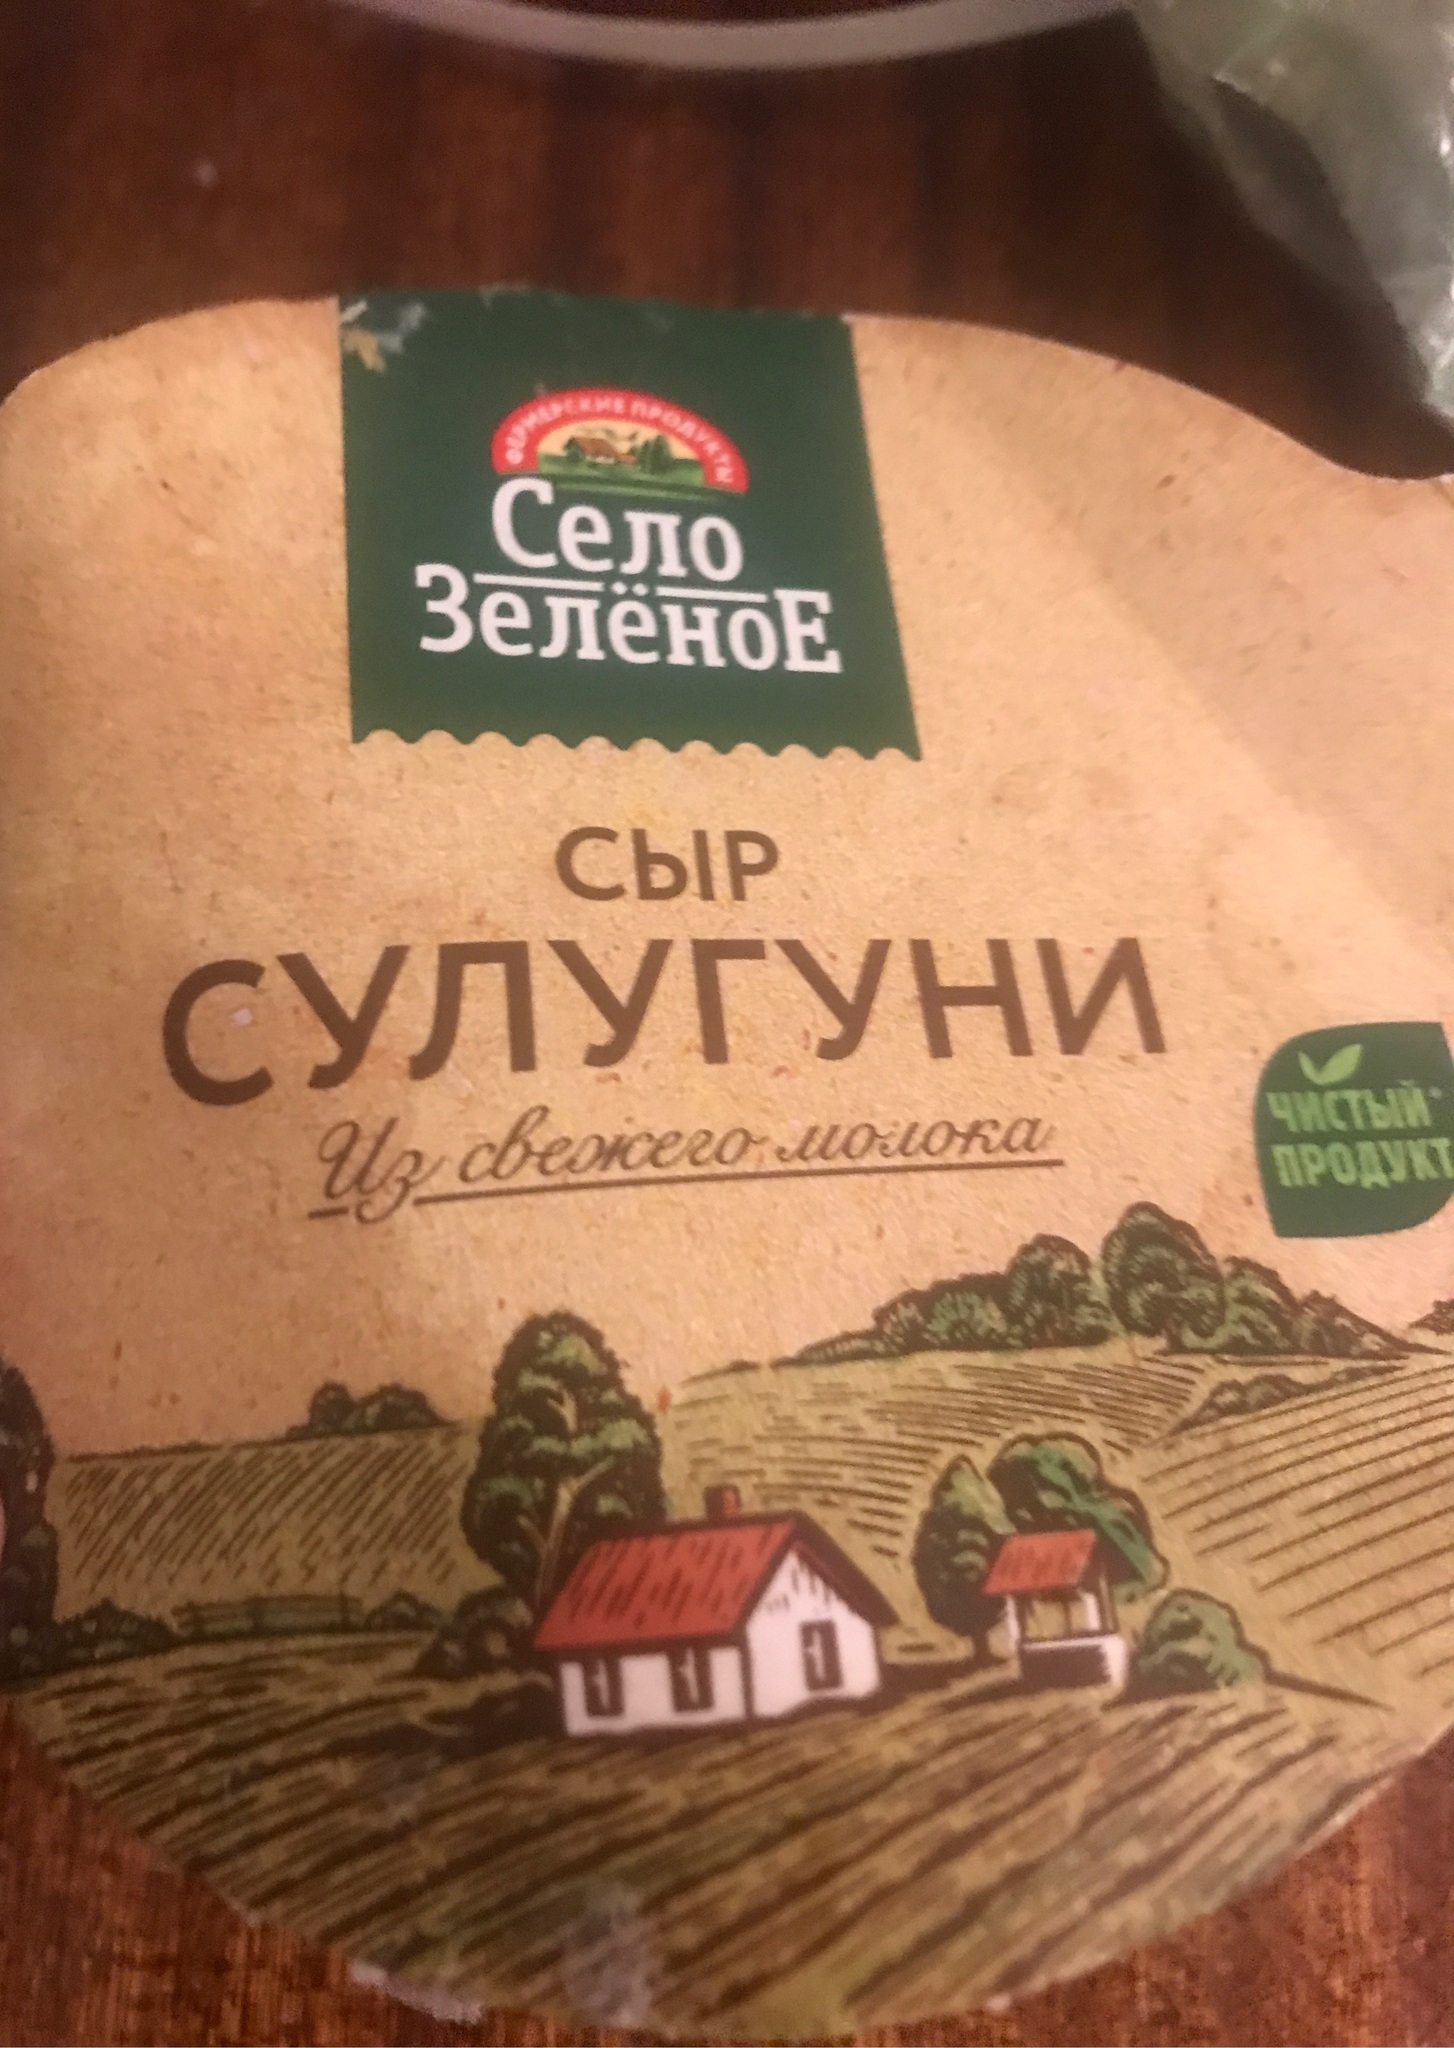 ФЕРМЕРСКИЕ ПРОДУКТЫ
Село
ЗелёноЕ
СЫР
СУЛУГУНИ
Из свежего молока
ЧИСТЫЙ
ПРОДУКТ